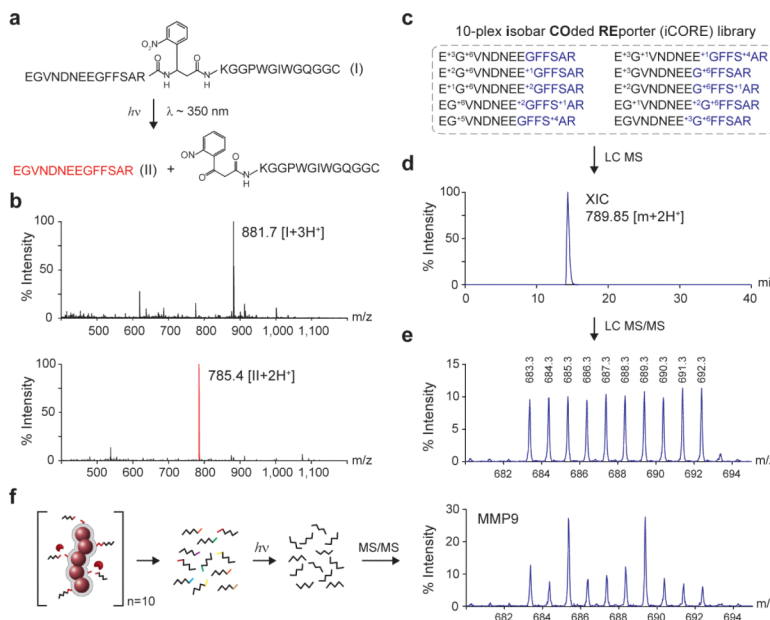 a
NO₂
EGVNDNEEGFFSAR
O
N
H
O
N
H
KGGPWGIWGQGGC (I)
hν
λ ~ 350 nm
EGVNDNEEGFFSAR (II) +
ON
O
O
N
H
KGGPWGIWGQGGC
b
% Intensity
100
50
0
881.7 [I+3H⁺]
m/z
500 600 700 800 900 1,000 1,100
% Intensity
100
50
0
785.4 [II+2H⁺]
m/z
500 600 700 800 900 1,000 1,100
c
10-plex isobar COded REporter (iCORE) library
E⁺³G⁺⁶VNDNEEGFFSAR E⁺³G⁺¹VNDNEE⁺¹GFFS⁺⁴AR
E⁺²G⁺⁶VNDNEE⁺¹GFFSAR E⁺³GVNDNEEG⁺⁶FFSAR
E⁺¹G⁺⁶VNDNEE⁺²GFFSAR E⁺²GVNDNEEG⁺⁶FFS⁺¹AR
EG⁺⁶VNDNEE⁺²GFFS⁺¹AR EG⁺¹VNDNEE⁺²G⁺⁶FFSAR
EG⁺⁵VNDNEEGFFS⁺⁴AR EGVNDNEE⁺³G⁺⁶FFSAR
LC MS
d
% Intensity
100
50
0
XIC
789.85 [m+2H⁺]
0 10 20 30 40
LC MS/MS
e
% Intensity
15
10
5
0
683.3 684.3 685.3 686.3 687.3 688.3 689.3 690.3 691.3 692.3
682 684 686 688 690 692 694
MMP9
% Intensity
30
20
10
0
682 684 686 688 690 692 694
f
n=10
hν
MS/MS